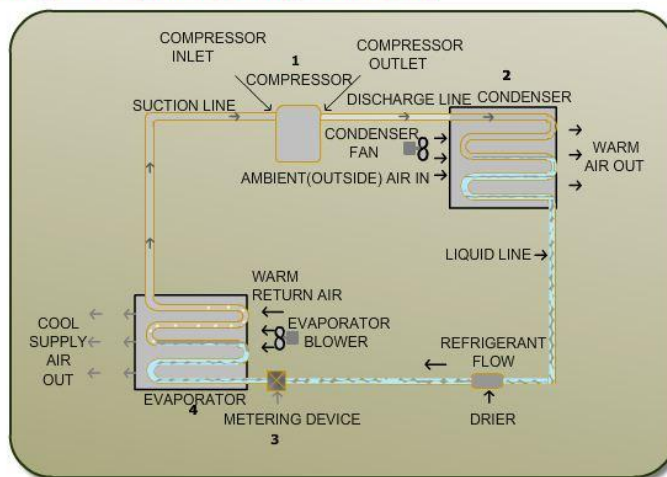 COMPRESSOR
INLET
1
COMPRESSOR
COMPRESSOR
OUTLET
2
CONDENSER
SUCTION LINE
DISCHARGE LINE
CONDENSER
FAN
WARM
AIR OUT
AMBIENT(OUTSIDE) AIR IN
LIQUID LINE
WARM
RETURN AIR
COOL
SUPPLY
AIR
OUT
EVAPORATOR
BLOWER
REFRIGERANT
FLOW
EVAPORATOR
4
METERING DEVICE
3
DRIER